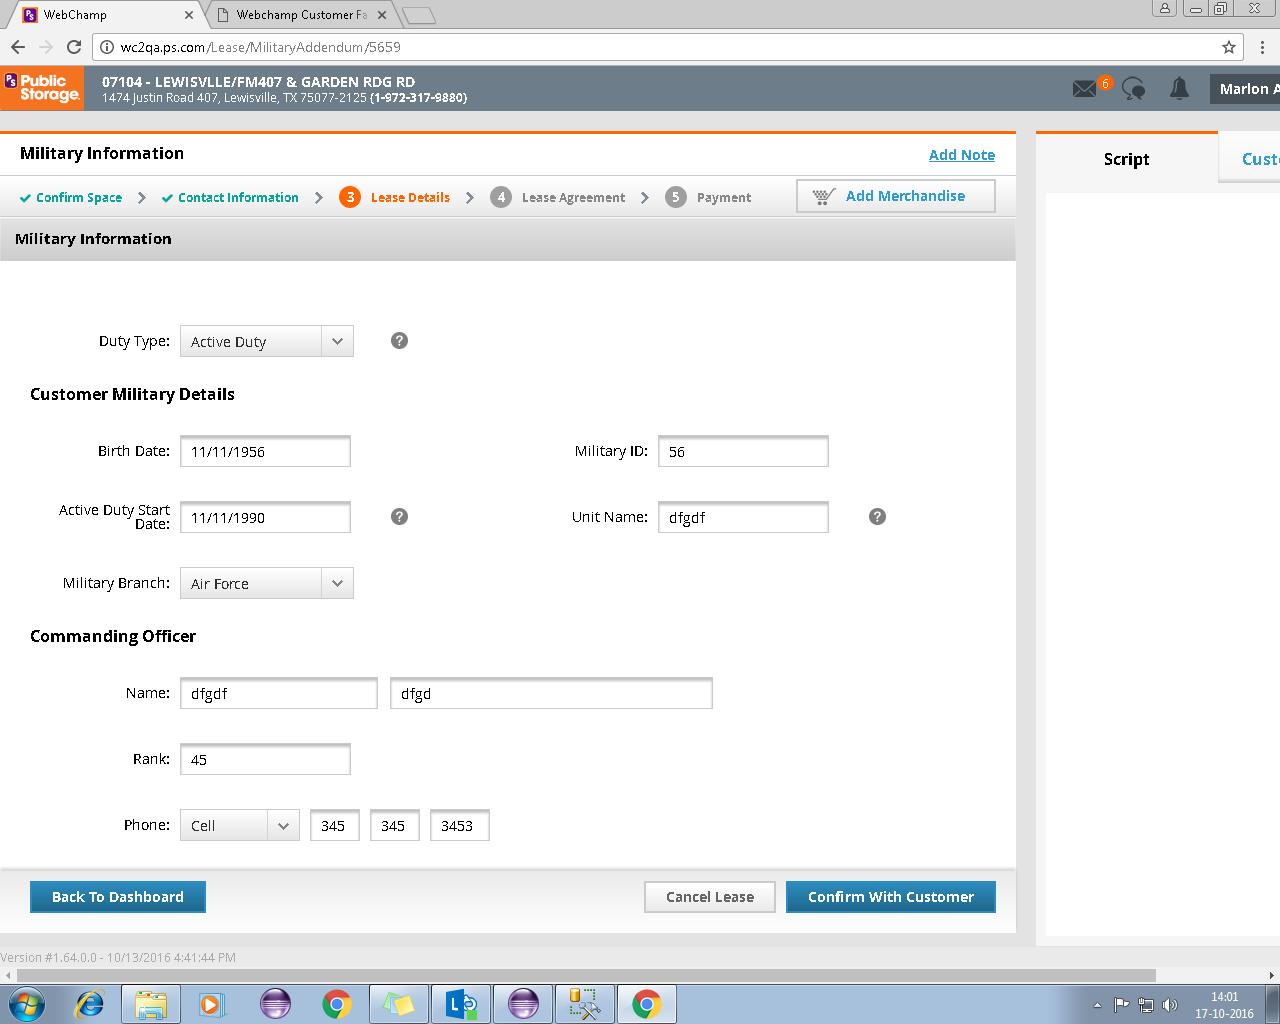 WebChamp
Webchamp Customer Fa
wc2qa.ps.com/Lease/MilitaryAddendum/5659
PS Public Storage.
07104 - LEWISVLLE/FM407 & GARDEN RDG RD
1474 Justin Road 407, Lewisville, TX 75077-2125 (1-972-317-9880)
6
Marlon A
Military Information
Add Note
Script
Custo
Confirm Space
Contact Information
3 Lease Details
4 Lease Agreement
5 Payment
Add Merchandise
Military Information
Duty Type: Active Duty ?
Customer Military Details
Birth Date: 11/11/1956
Military ID: 56
Active Duty Start Date: 11/11/1990 ?
Unit Name: dfgdf ?
Military Branch: Air Force
Commanding Officer
Name: dfgdf dfgd
Rank: 45
Phone: Cell 345 345 3453
Back To Dashboard
Cancel Lease
Confirm With Customer
Version #1.64.0.0 - 10/13/2016 4:41:44 PM
14:01
17-10-2016